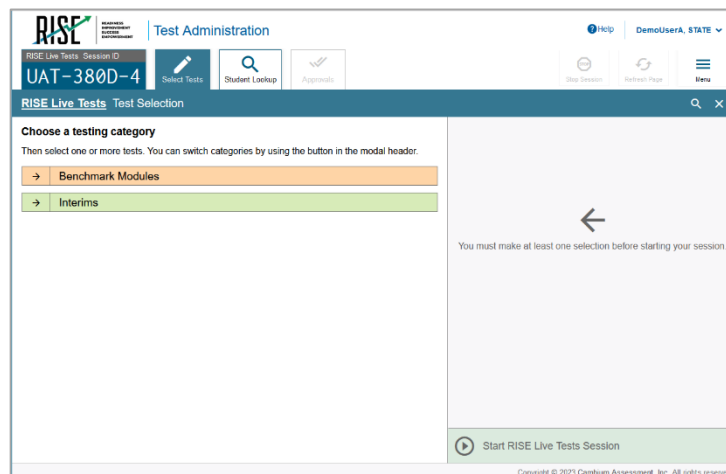 RISE
READINESS
IMPROVEMENT
SUCCESS
EMPOWERMENT
Test Administration
Help
DemoUserA, STATE
RISE Live Tests Session ID
UAT-380D-4
Select Tests
Student Lookup
Approvals
Stop Session
Refresh Page
Menu
RISE Live Tests Test Selection
Choose a testing category
Then select one or more tests. You can switch categories by using the button in the modal header.
Benchmark Modules
Interims
You must make at least one selection before starting your session.
Start RISE Live Tests Session
Copyright © 2023 Cambium Assessment, Inc. All rights reserv